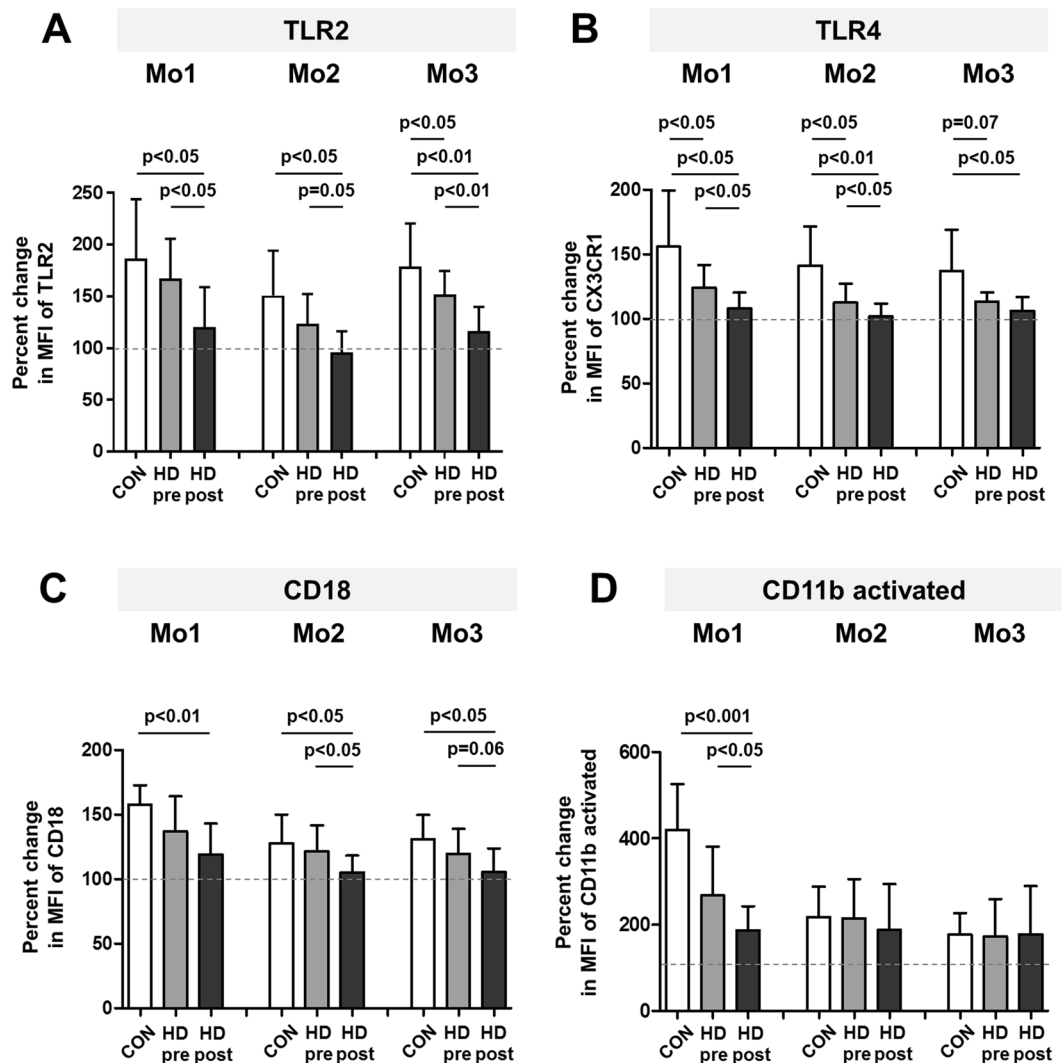 A
TLR2
Mo1 Mo2 Mo3
p<0.05
p<0.05 p<0.05 p<0.01
p<0.05 p=0.05 p<0.01
Percent change
in MFI of TLR2
250
200
150
100
50
0
CON HD HD CON HD HD CON HD HD
pre post pre post pre post
B
TLR4
Mo1 Mo2 Mo3
p<0.05 p<0.05 p=0.07
p<0.05 p<0.01 p<0.05
p<0.05 p<0.05
Percent change
in MFI of CX3CR1
200
150
100
50
0
CON HD HD CON HD HD CON HD HD
pre post pre post pre post
C
CD18
Mo1 Mo2 Mo3
p<0.01 p<0.05 p<0.05
p<0.05 p=0.06
Percent change
in MFI of CD18
200
150
100
50
0
CON HD HD CON HD HD CON HD HD
pre post pre post pre post
D
CD11b activated
Mo1 Mo2 Mo3
p<0.001
p<0.05
Percent change
in MFI of CD11b activated
600
400
200
0
CON HD HD CON HD HD CON HD HD
pre post pre post pre post